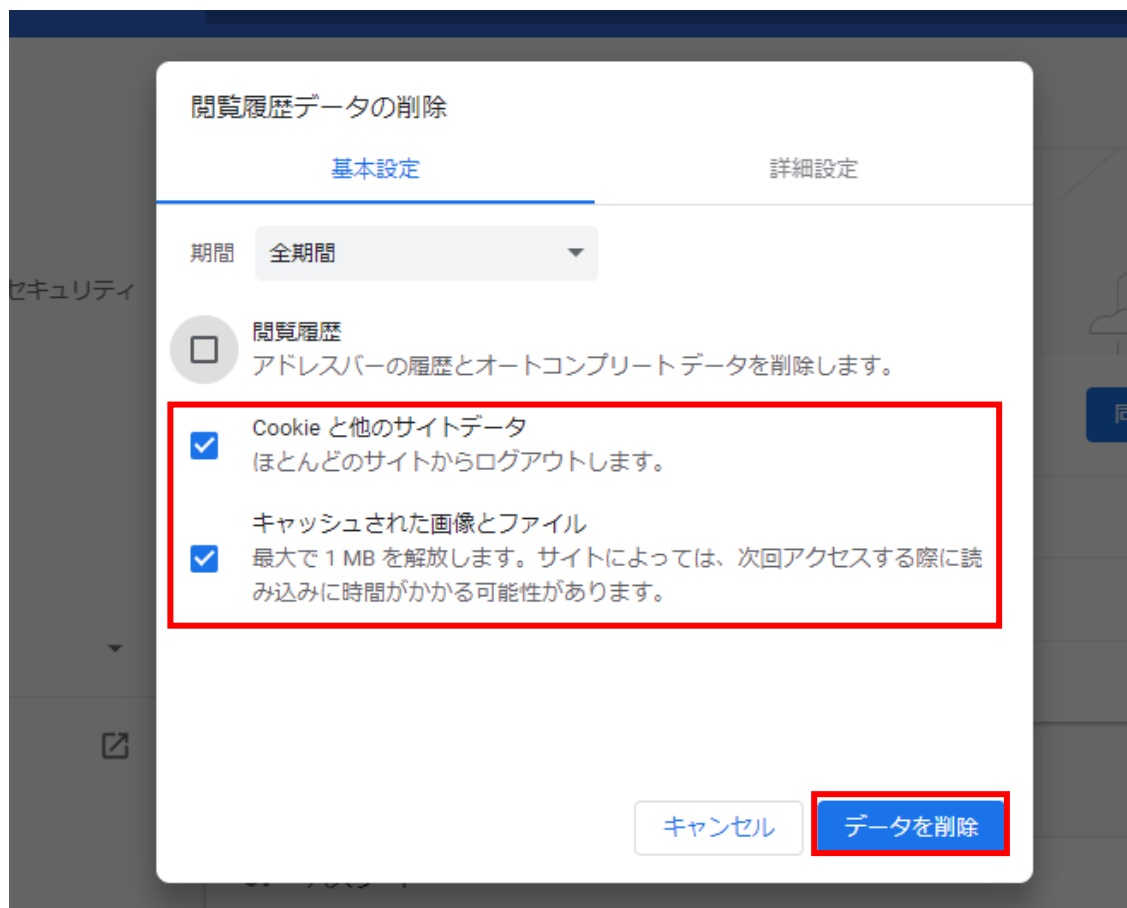 閲覧履歴データの削除
基本設定
詳細設定
期間
全期間
セキュリティ
閲覧履歴
アドレスバーの履歴とオートコンプリート データを削除します。
Cookie と他のサイトデータ
ほとんどのサイトからログアウトします。
キャッシュされた画像とファイル
最大で 1 MB を解放します。サイトによっては、次回アクセスする際に読
み込みに時間がかかる可能性があります。
キャンセル
データを削除